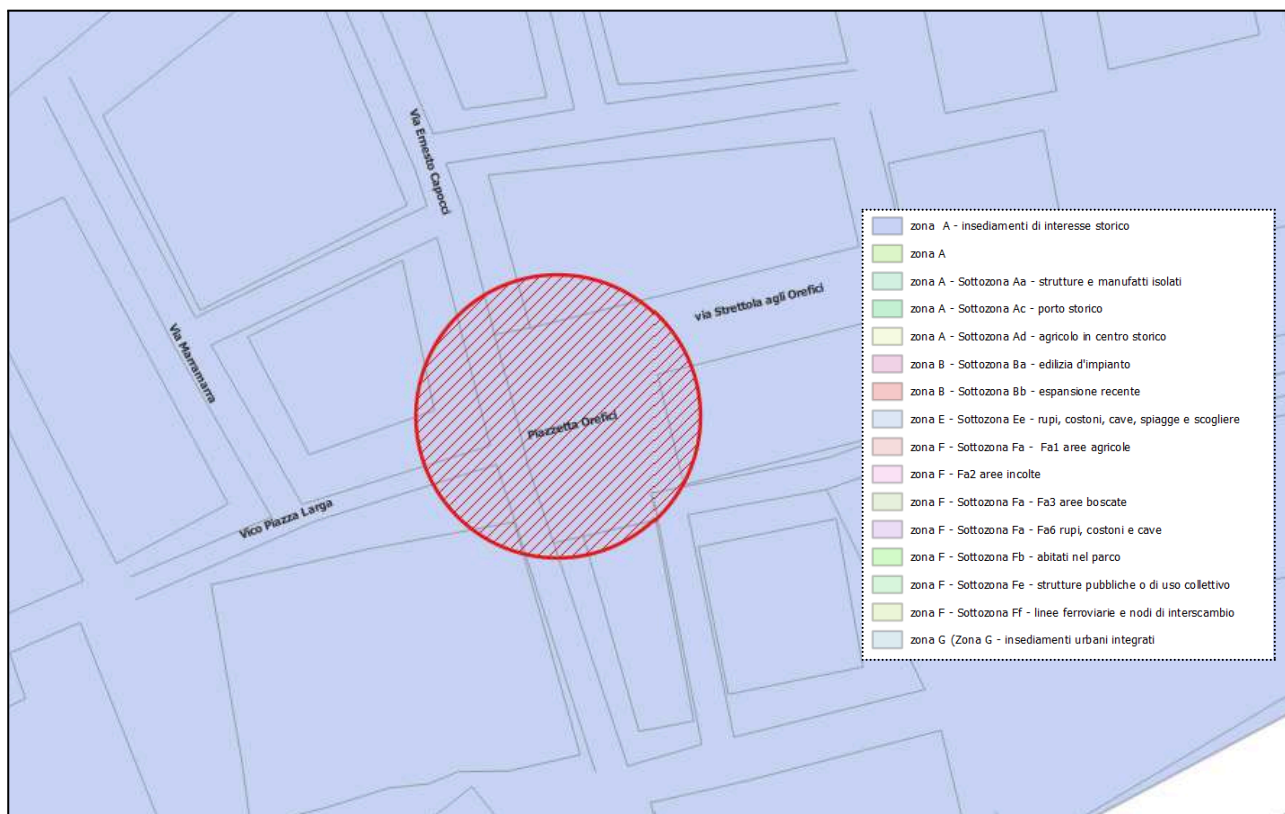 Via Ernesto Capocci
via Strettola agli Orefici
Via Marramarra
Piazzetta Orefici
Vico Piazza Larga
zona A - insediamenti di interesse storico
zona A
zona A - Sottozona Aa - strutture e manufatti isolati
zona A - Sottozona Ac - porto storico
zona A - Sottozona Ad - agricolo in centro storico
zona B - Sottozona Ba - edilizia d'impianto
zona B - Sottozona Bb - espansione recente
zona E - Sottozona Ee - rupi, costoni, cave, spiagge e scogliere
zona F - Sottozona Fa - Fa1 aree agricole
zona F - Fa2 aree incolte
zona F - Sottozona Fa - Fa3 aree boscate
zona F - Sottozona Fa - Fa6 rupi, costoni e cave
zona F - Sottozona Fb - abitati nel parco
zona F - Sottozona Fe - strutture pubbliche o di uso collettivo
zona F - Sottozona Ff - linee ferroviarie e nodi di interscambio
zona G (Zona G - insediamenti urbani integrati